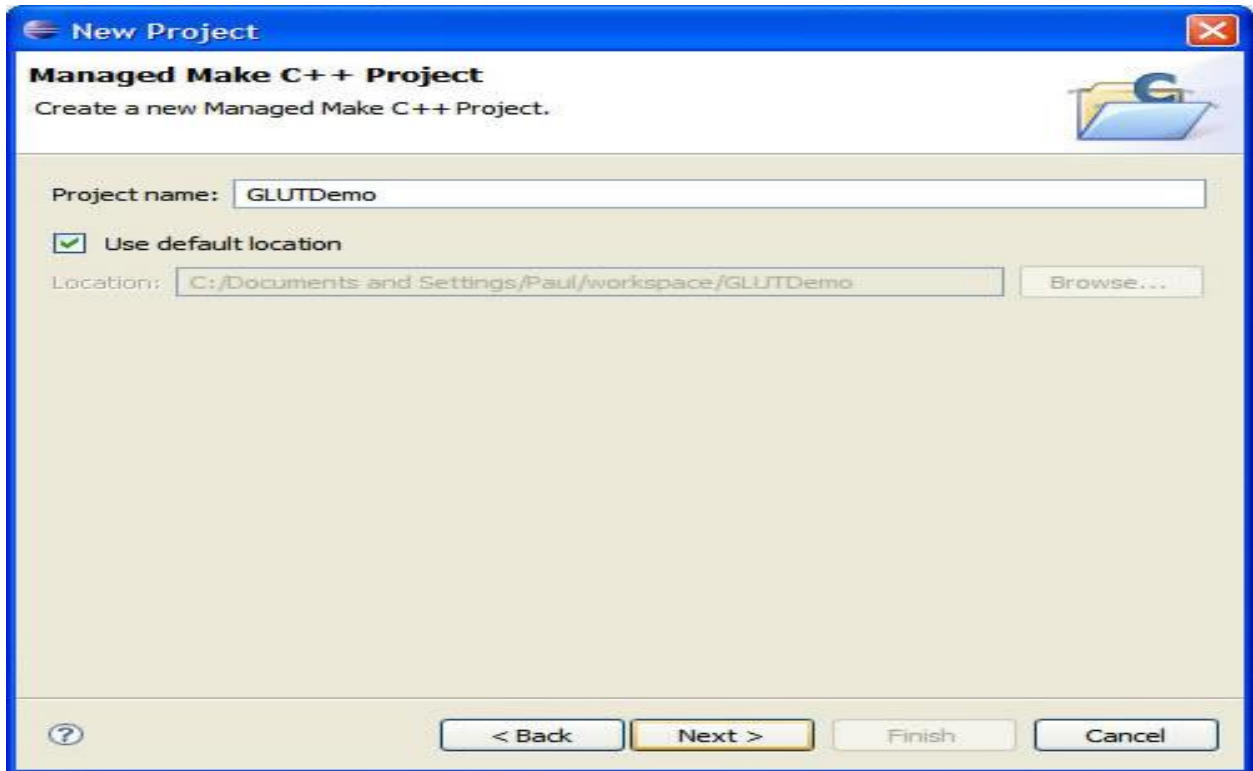 New Project
Managed Make C++ Project
Create a new Managed Make C++ Project.
Project name: GLUTDemo
Use default location
Location: C:/Documents and Settings/Paul/workspace/GLUTDemo Browse...
? < Back Next > Finish Cancel